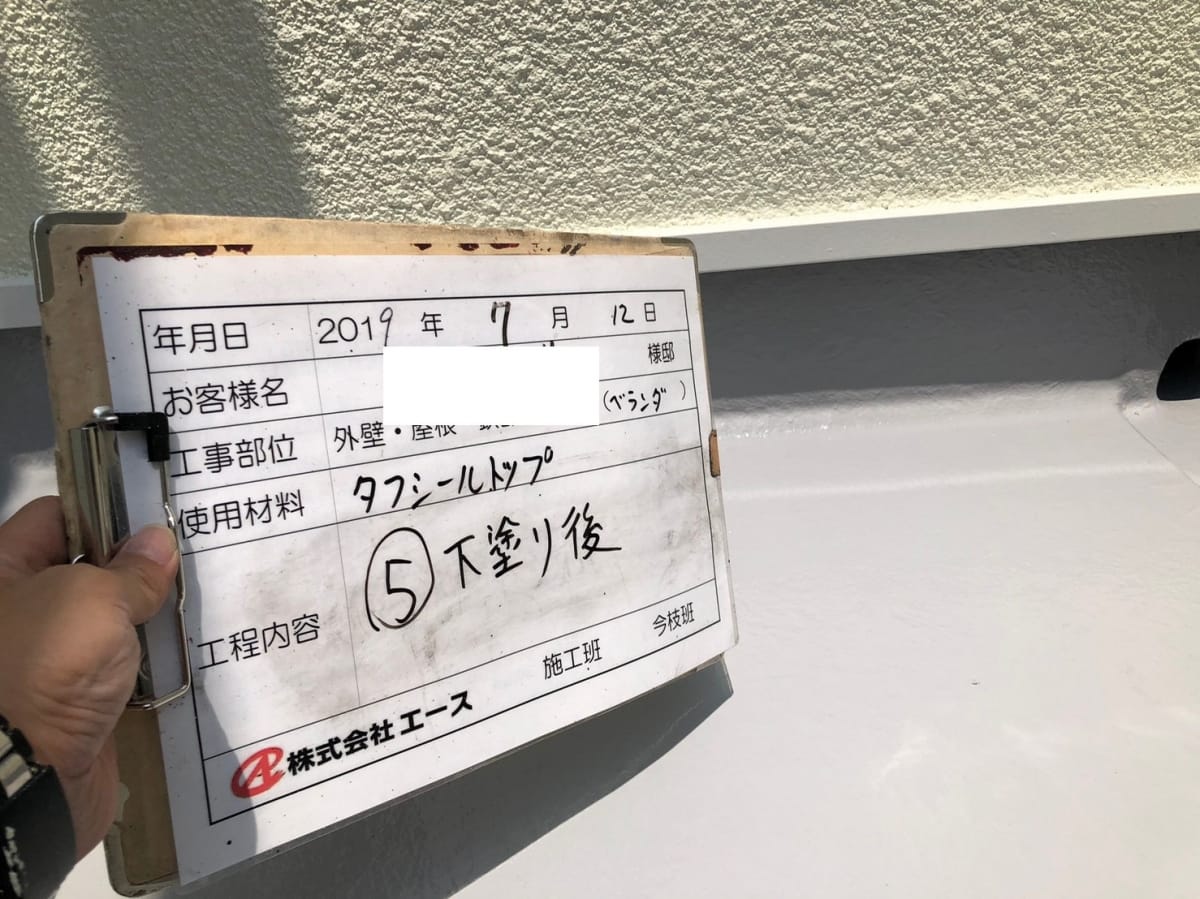 年月日 2019 年 7 月 12 日
お客様名 様邸
工事部位 外壁・屋根 (ベランダ)
使用材料 タフシールトップ
工程内容 ⑤下塗り後
施工班 今枝班
株式会社エース